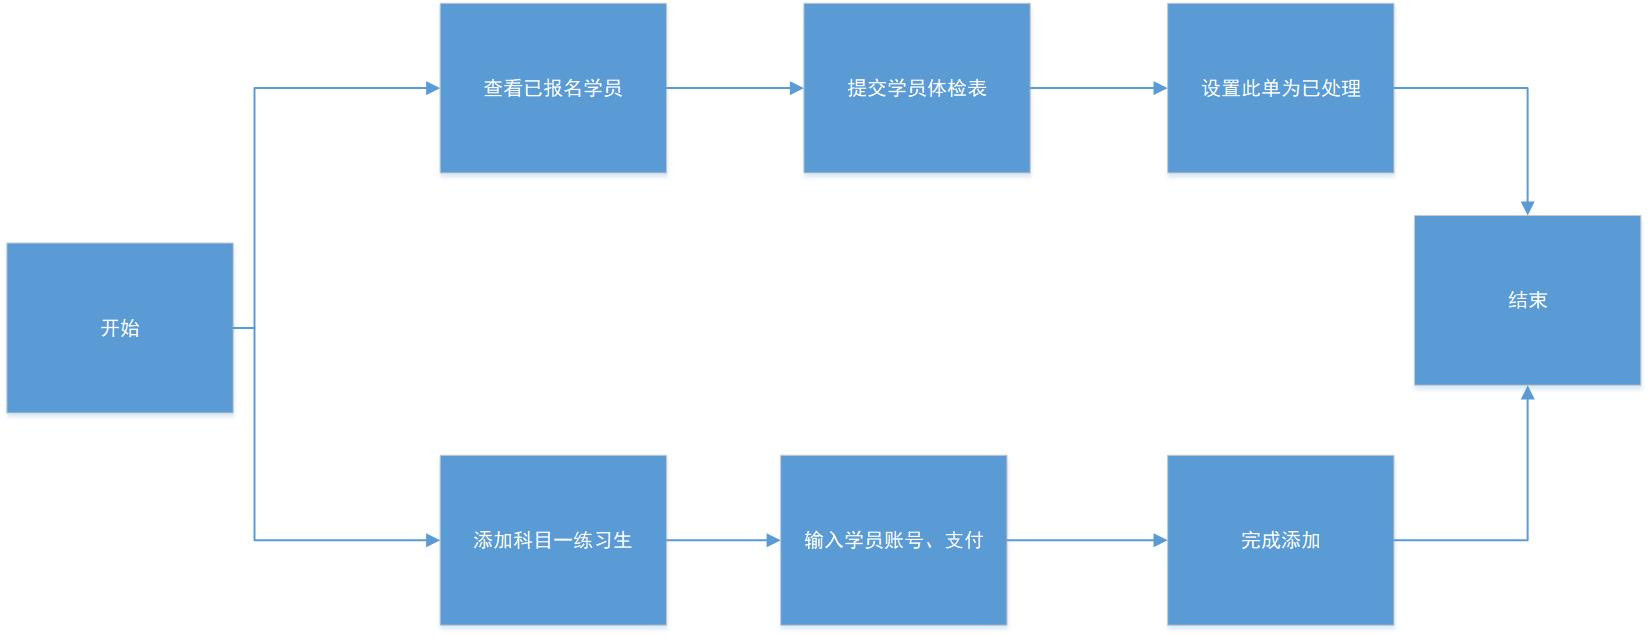 查看已报名学员
提交学员体检表
设置此单为已处理
开始
结束
添加科目一练习生
输入学员账号、支付
完成添加